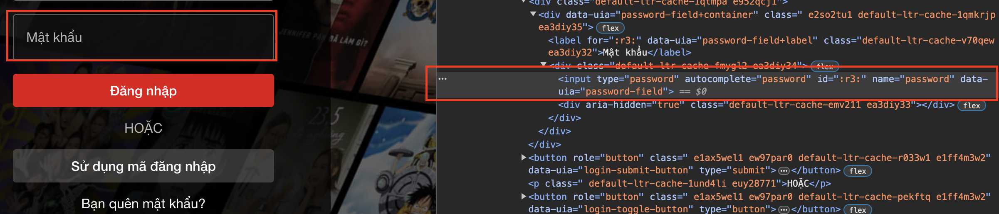 Mật khẩu
JENNIFER PAN ĐÃ LÀM GÌ?
Đăng nhập
23,5
độ nghiêng
HOẶC
Sử dụng mã đăng nhập
Bạn quên mật khẩu?
▼<div class="default-ltr-cache-1qtmpa e952qcj1">
▼<div data-uia="password-field+container" class=" e2so2tu1 default-ltr-cache-1qmkrjp
ea3diy35"> flex
<label for=":r3:" data-uia="password-field+label" class="default-ltr-cache-v70qew
ea3diy32">Mật khẩu</label>
▼<div class="default-ltr-cache-fmygl2 ea3diy34"> flex
… <input type="password" autocomplete="password" id=":r3:" name="password" data-
uia="password-field"> == $0
<div aria-hidden="true" class="default-ltr-cache-emv211 ea3diy33"></div> flex
</div>
</div>
</div>
▶<button role="button" class=" e1ax5wel1 ew97par0 default-ltr-cache-r033w1 e1ff4m3w2"
data-uia="login-submit-button" type="submit">…</button> flex
<p class=" default-ltr-cache-1und4li euy28771">HOẶC</p>
▶<button role="button" class=" e1ax5wel1 ew97par0 default-ltr-cache-pekftq e1ff4m3w2"
data-uia="login-toggle-button" type="button">…</button> flex